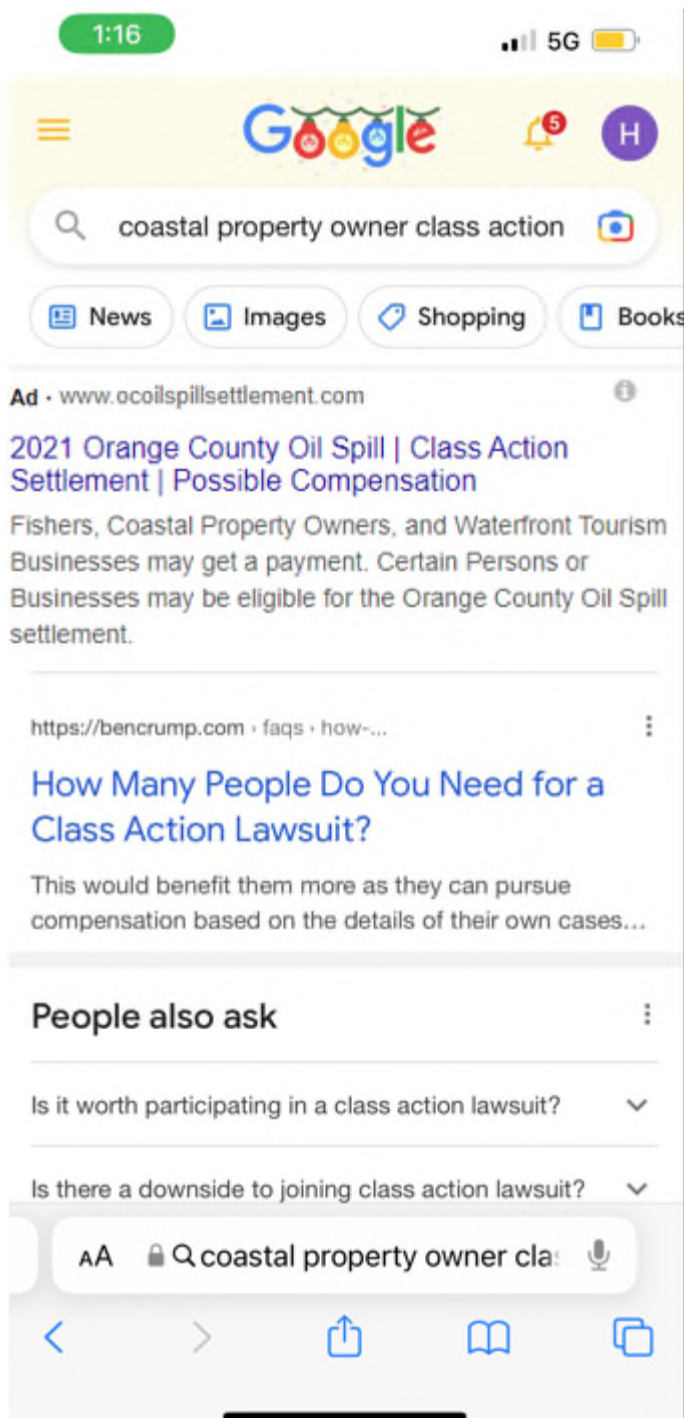 1:16
5G
Google
5
H
coastal property owner class action
News
Images
Shopping
Books
Ad · www.ocoilspillsettlement.com
2021 Orange County Oil Spill | Class Action
Settlement | Possible Compensation
Fishers, Coastal Property Owners, and Waterfront Tourism
Businesses may get a payment. Certain Persons or
Businesses may be eligible for the Orange County Oil Spill
settlement.
https://bencrump.com › faqs › how-...
How Many People Do You Need for a
Class Action Lawsuit?
This would benefit them more as they can pursue
compensation based on the details of their own cases...
People also ask
Is it worth participating in a class action lawsuit?
Is there a downside to joining class action lawsuit?
AA coastal property owner clas